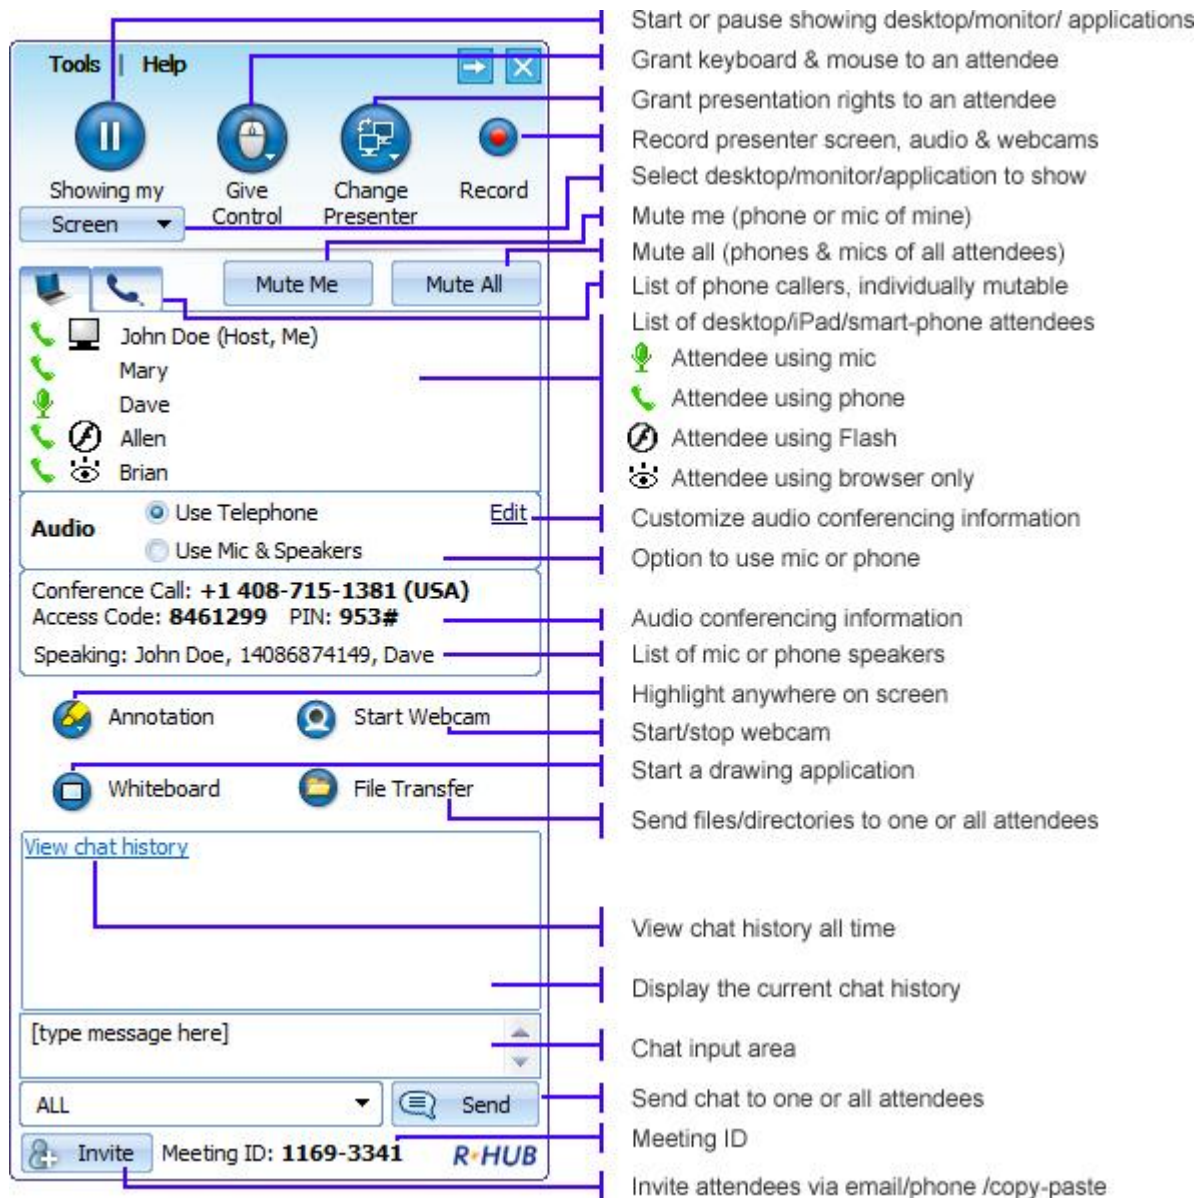 Start or pause showing desktop/monitor/ applications
Tools | Help
Grant keyboard & mouse to an attendee
Grant presentation rights to an attendee
Record presenter screen, audio & webcams
Showing my
Give Control
Change Presenter
Record
Select desktop/monitor/application to show
Screen
Mute me (phone or mic of mine)
Mute all (phones & mics of all attendees)
Mute Me
Mute All
List of phone callers, individually mutable
List of desktop/iPad/smart-phone attendees
John Doe (Host, Me)
Mary
Dave
Allen
Brian
Attendee using mic
Attendee using phone
Attendee using Flash
Attendee using browser only
Audio
Use Telephone
Edit
Use Mic & Speakers
Customize audio conferencing information
Option to use mic or phone
Conference Call: +1 408-715-1381 (USA)
Access Code: 8461299 PIN: 953#
Audio conferencing information
Speaking: John Doe, 14086874149, Dave
List of mic or phone speakers
Highlight anywhere on screen
Annotation
Start Webcam
Start/stop webcam
Start a drawing application
Whiteboard
File Transfer
Send files/directories to one or all attendees
View chat history
View chat history all time
Display the current chat history
[type message here]
Chat input area
ALL
Send
Send chat to one or all attendees
Invite
Meeting ID: 1169-3341
R-HUB
Meeting ID
Invite attendees via email/phone /copy-paste